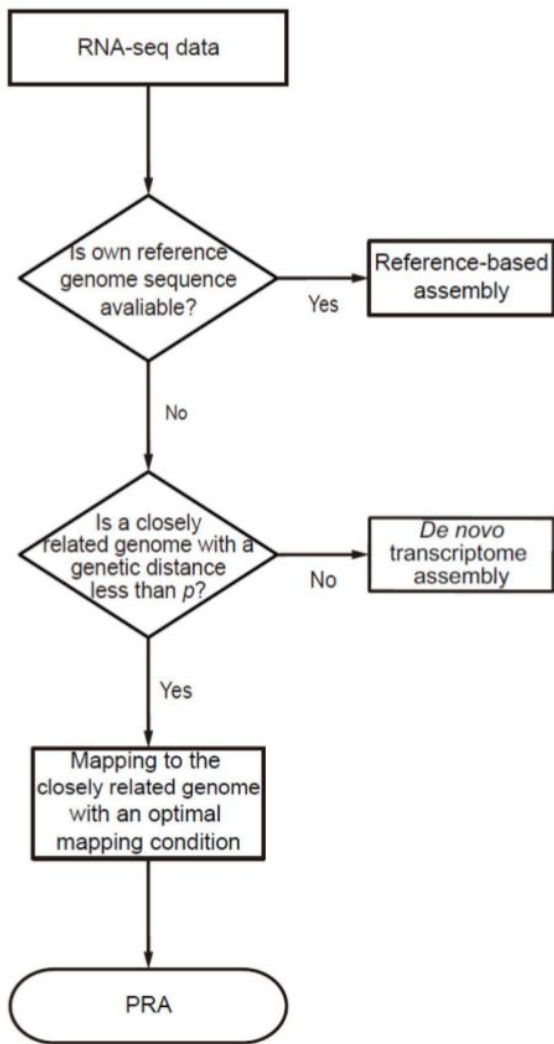 RNA-seq data
Is own reference
genome sequence
avaliable?
Yes
Reference-based
assembly
No
Is a closely
related genome with a
genetic distance
less than p?
No
De novo
transcriptome
assembly
Yes
Mapping to the
closely related genome
with an optimal
mapping condition
PRA